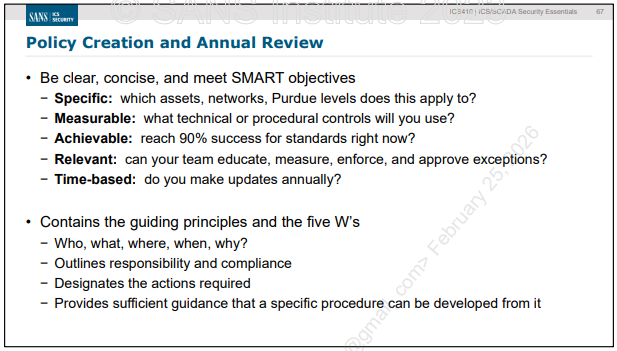 © SANS Institute 2026
SANS ICS SECURITY
ICS410 | ICS/SCADA Security Essentials 67
Policy Creation and Annual Review
• Be clear, concise, and meet SMART objectives
– Specific: which assets, networks, Purdue levels does this apply to?
– Measurable: what technical or procedural controls will you use?
– Achievable: reach 90% success for standards right now?
– Relevant: can your team educate, measure, enforce, and approve exceptions?
– Time-based: do you make updates annually?
• Contains the guiding principles and the five W's
– Who, what, where, when, why?
– Outlines responsibility and compliance
– Designates the actions required
– Provides sufficient guidance that a specific procedure can be developed from it
com> February 25, 2026